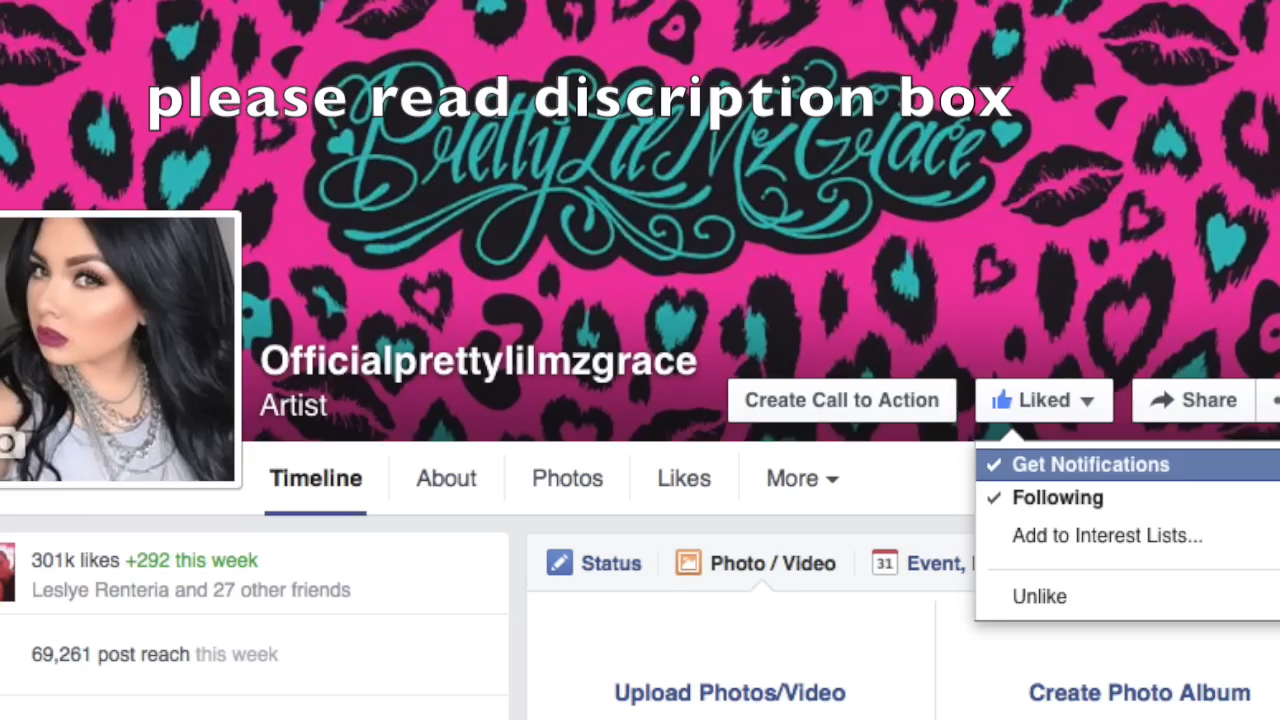 please read discription box
PrettyLilMzGrace
Officialprettylilmzgrace
Artist
Create Call to Action
Liked
Share
Get Notifications
Following
Add to Interest Lists...
Unlike
Timeline
About
Photos
Likes
More
301k likes +292 this week
Leslye Renteria and 27 other friends
69,261 post reach this week
Status
Photo / Video
31
Event,
Upload Photos/Video
Create Photo Album